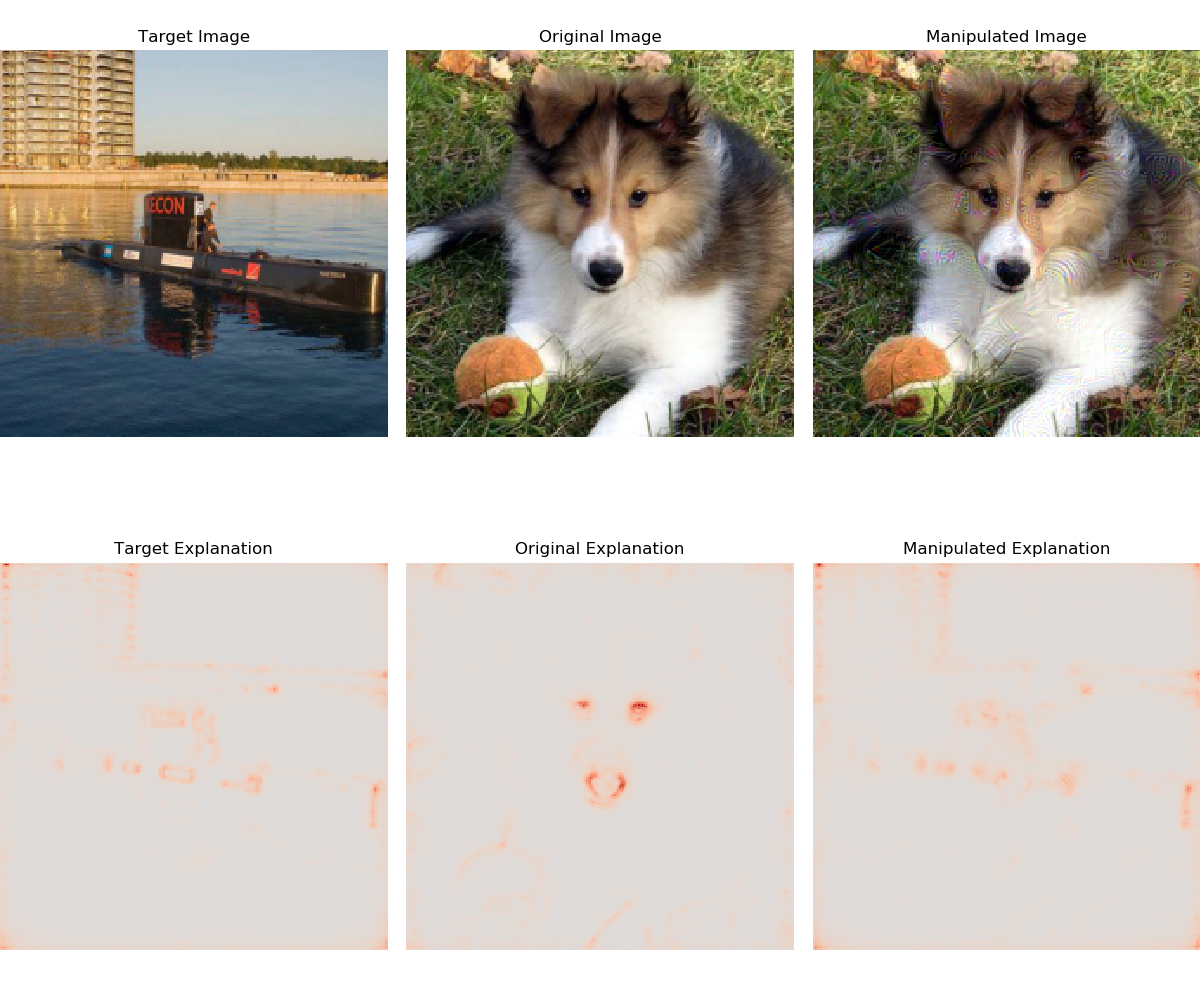 Target Image
Original Image
Manipulated Image
ECON
Target Explanation
Original Explanation
Manipulated Explanation